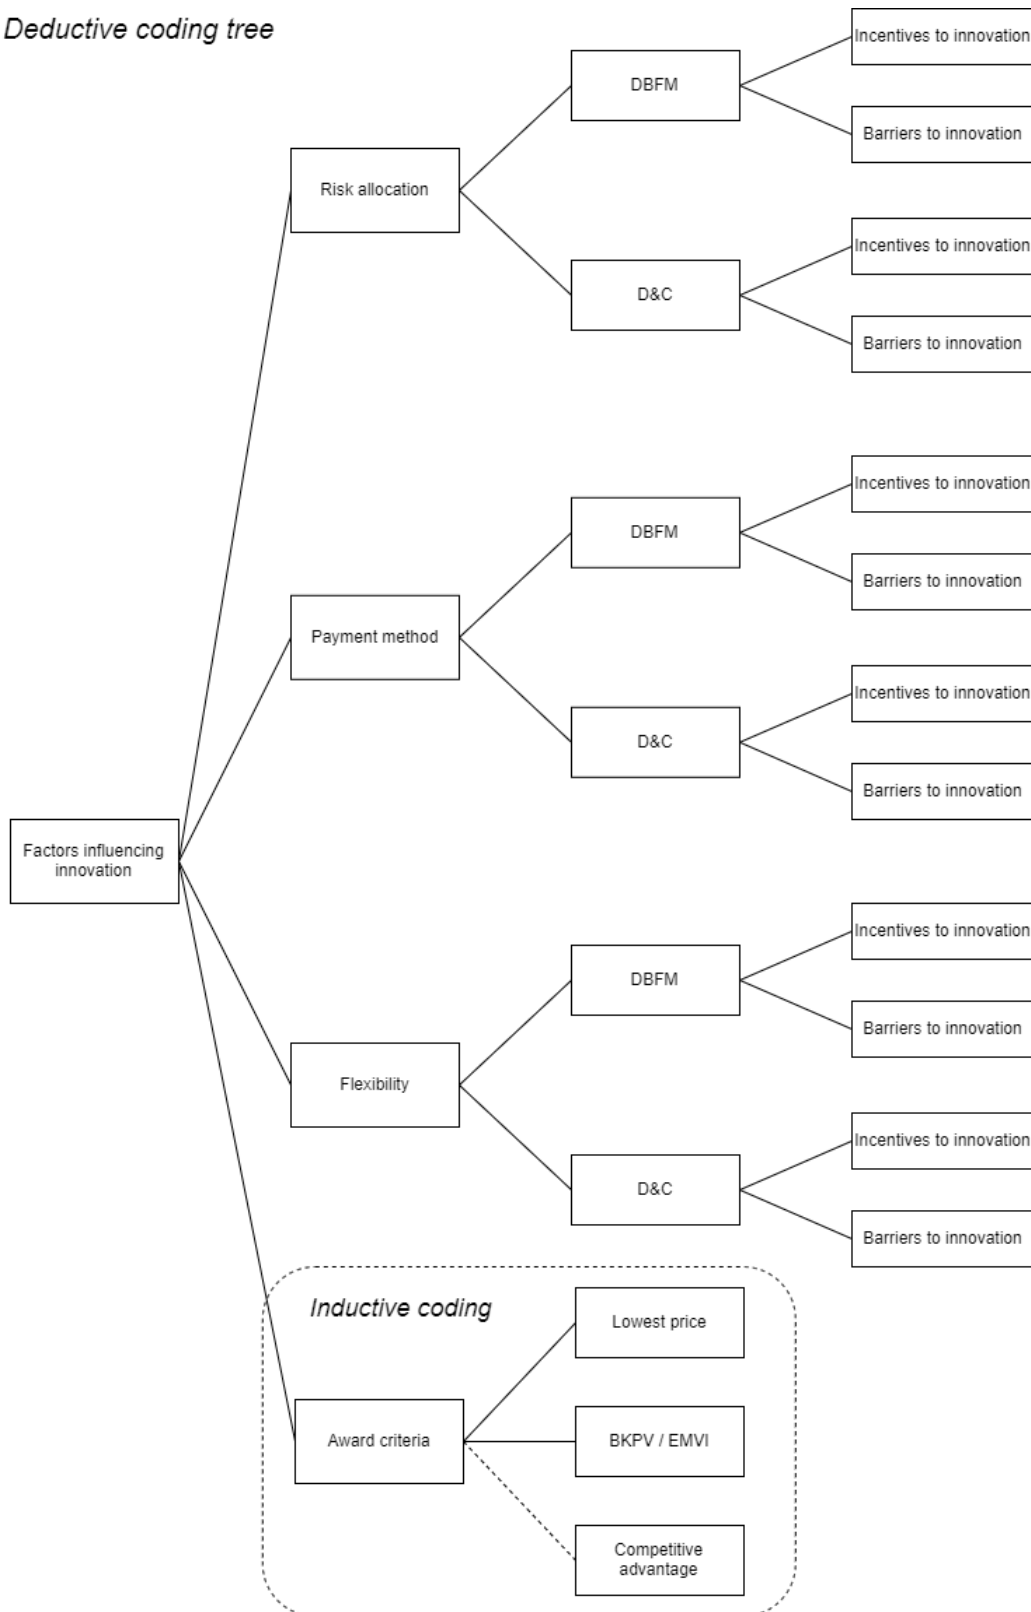 Deductive coding tree
Incentives to innovation
DBFM
Barriers to innovation
Risk allocation
Incentives to innovation
D&C
Barriers to innovation
Incentives to innovation
DBFM
Barriers to innovation
Payment method
Incentives to innovation
D&C
Barriers to innovation
Factors influencing
innovation
Incentives to innovation
DBFM
Barriers to innovation
Flexibility
Incentives to innovation
D&C
Barriers to innovation
Inductive coding
Lowest price
Award criteria
BKPV / EMVI
Competitive
advantage